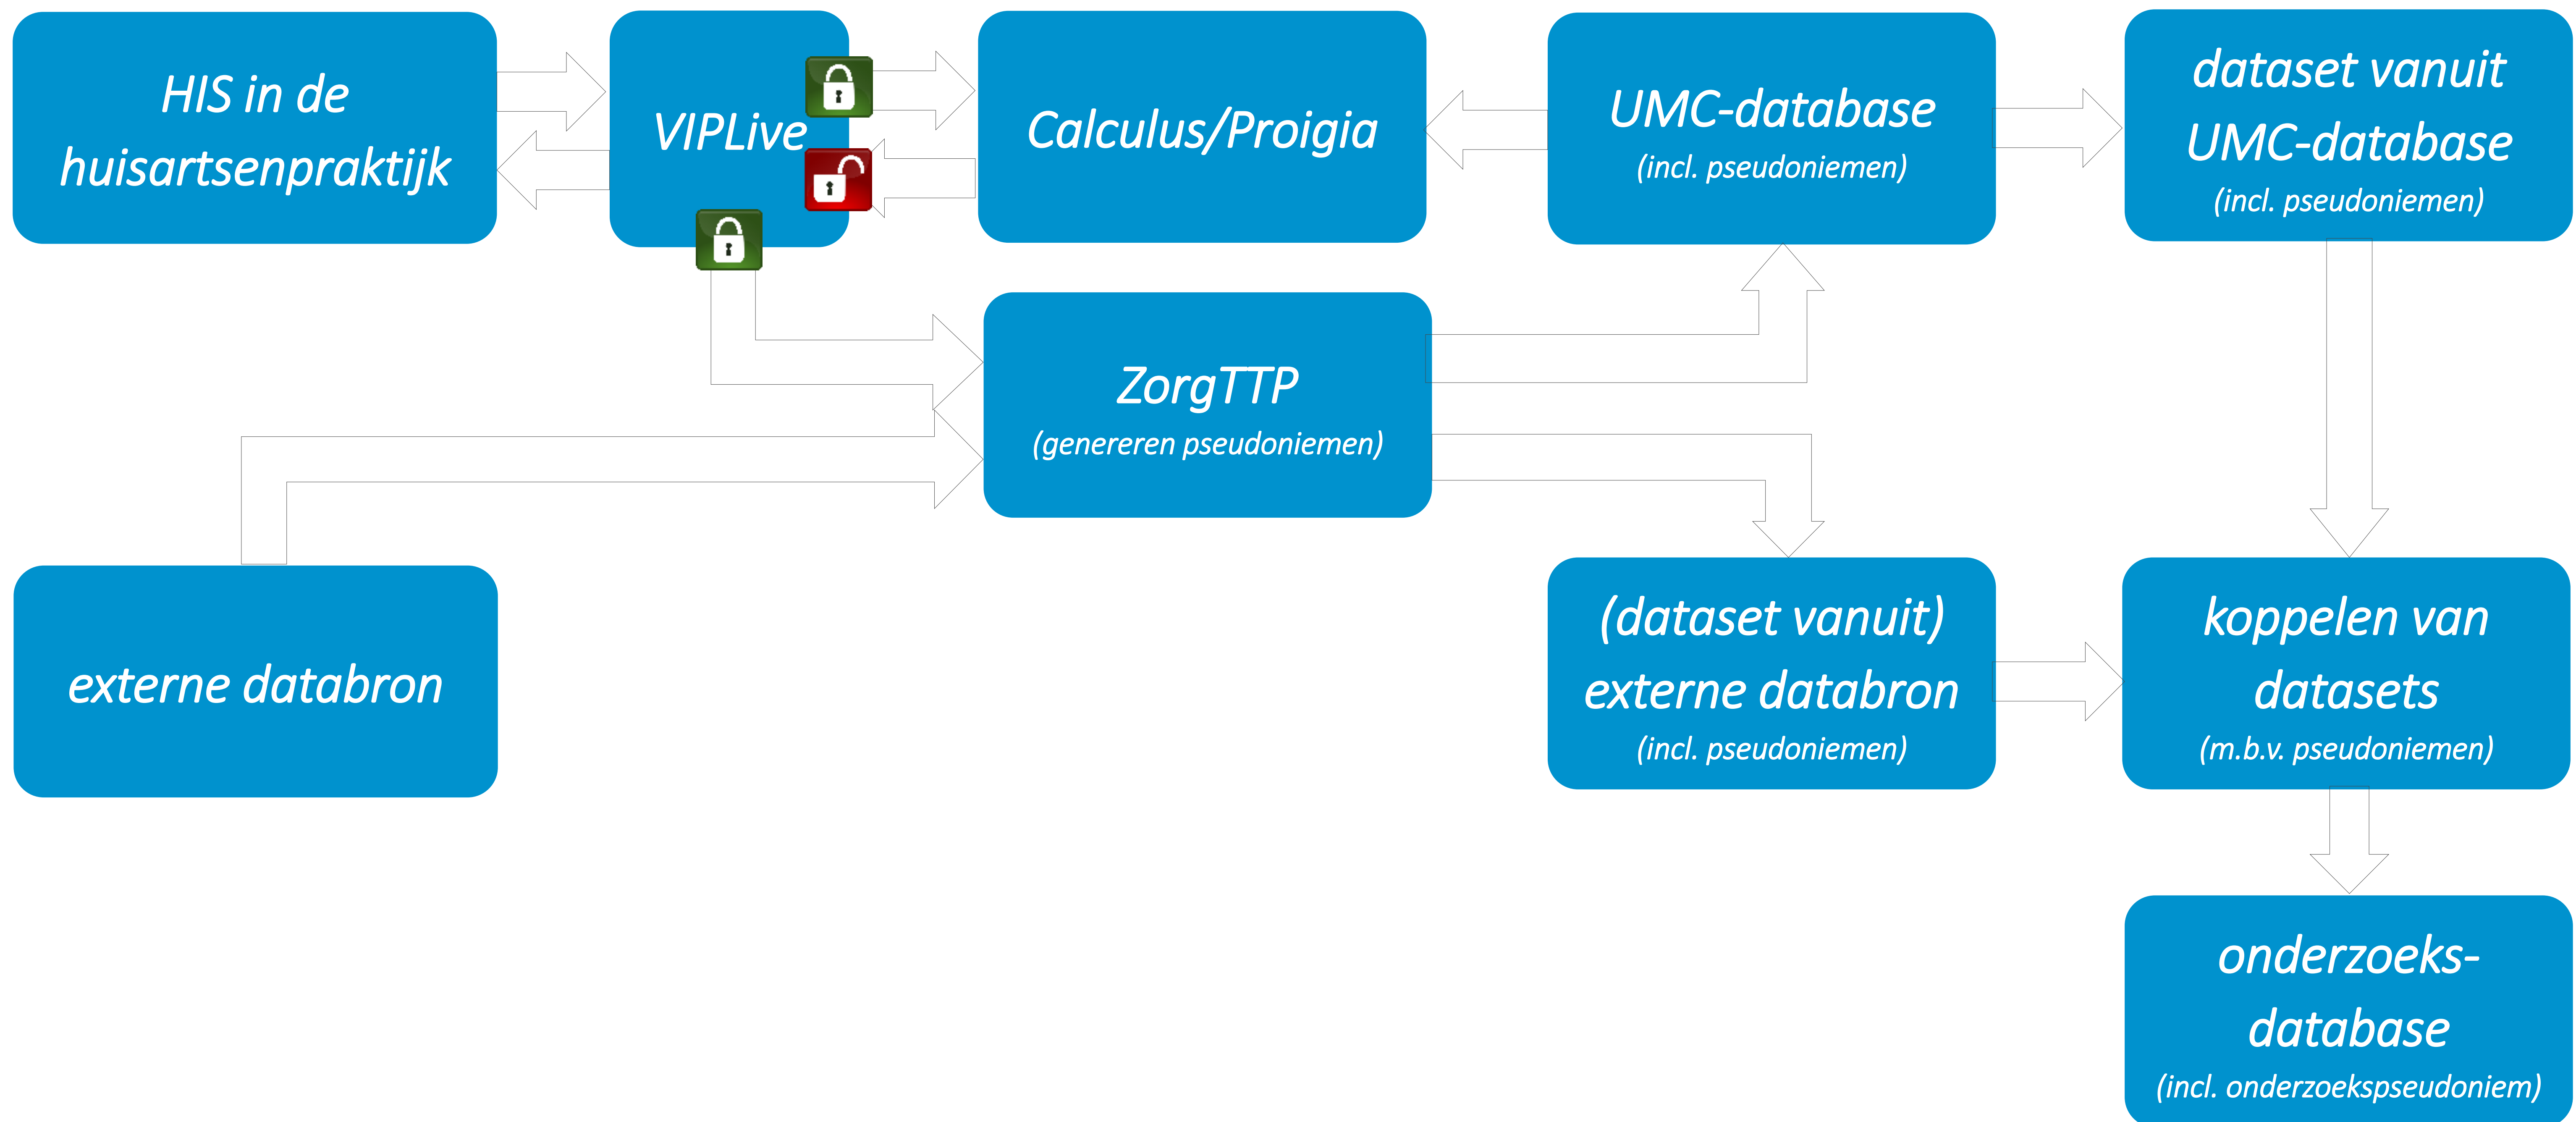 HIS in de
huisartsenpraktijk
VIPLive
Calculus/Proigia
UMC-database
(incl. pseudoniemen)
dataset vanuit
UMC-database
(incl. pseudoniemen)
ZorgTTP
(genereren pseudoniemen)
externe databron
(dataset vanuit)
externe databron
(incl. pseudoniemen)
koppelen van
datasets
(m.b.v. pseudoniemen)
onderzoeks-
database
(incl. onderzoekspseudoniem)